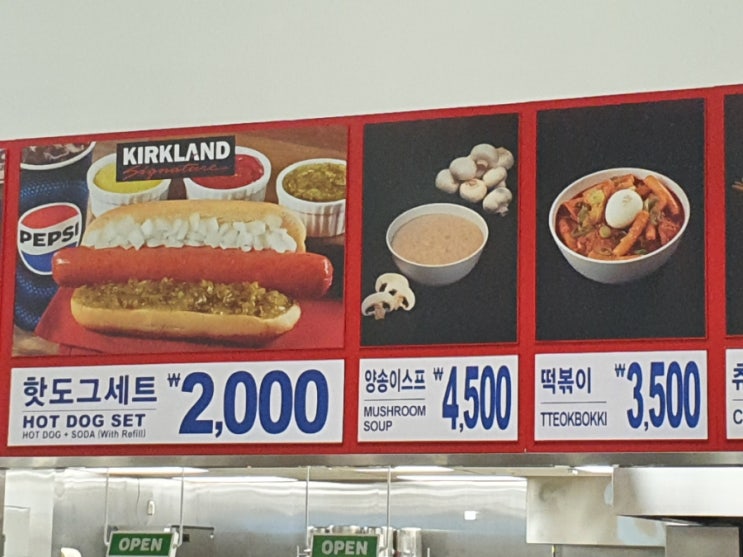 KIRKLAND
Signature
PEPSI
핫도그세트
HOT DOG SET
HOT DOG + SODA (With Refill)
₩2,000
양송이스프
MUSHROOM
SOUP
₩4,500
떡볶이
TTEOKBOKKI
₩3,500
OPEN
OPEN